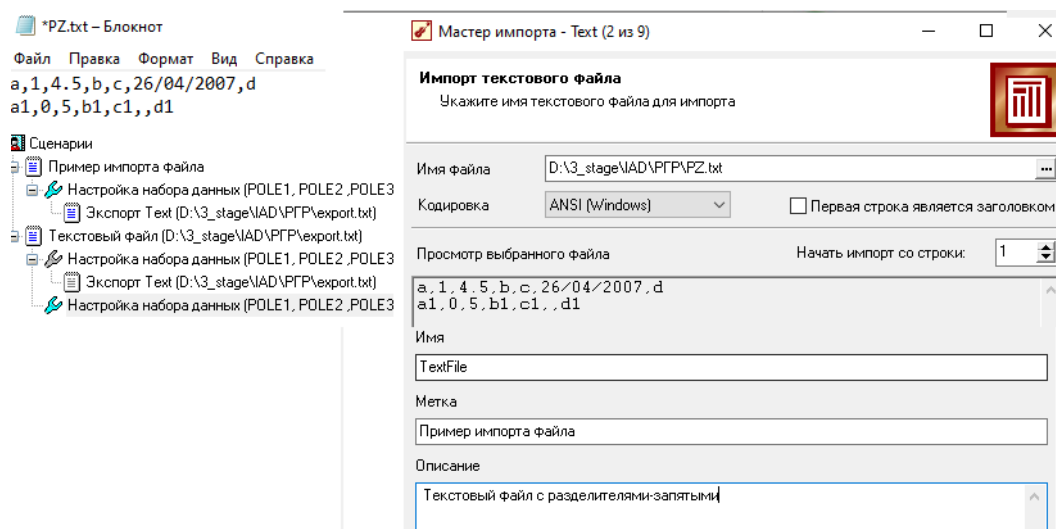 *PZ.txt – Блокнот
Файл Правка Формат Вид Справка
a,1,4.5,b,c,26/04/2007,d
a1,0,5,b1,c1,,d1
Сценарии
Пример импорта файла
Настройка набора данных (POLE1, POLE2 ,POLE3
Экспорт Text (D:\3_stage\IAD\РГР\export.txt)
Текстовый файл (D:\3_stage\IAD\РГР\export.txt)
Настройка набора данных (POLE1, POLE2 ,POLE3
Экспорт Text (D:\3_stage\IAD\РГР\export.txt)
Настройка набора данных (POLE1, POLE2 ,POLE3
Мастер импорта - Text (2 из 9)
Импорт текстового файла
Укажите имя текстового файла для импорта
Имя файла D:\3_stage\IAD\РГР\PZ.txt ...
Кодировка ANSI (Windows) Первая строка является заголовком
Просмотр выбранного файла Начать импорт со строки: 1
a,1,4.5,b,c,26/04/2007,d
a1,0,5,b1,c1,,d1
Имя
TextFile
Метка
Пример импорта файла
Описание
Текстовый файл с разделителями-запятыми